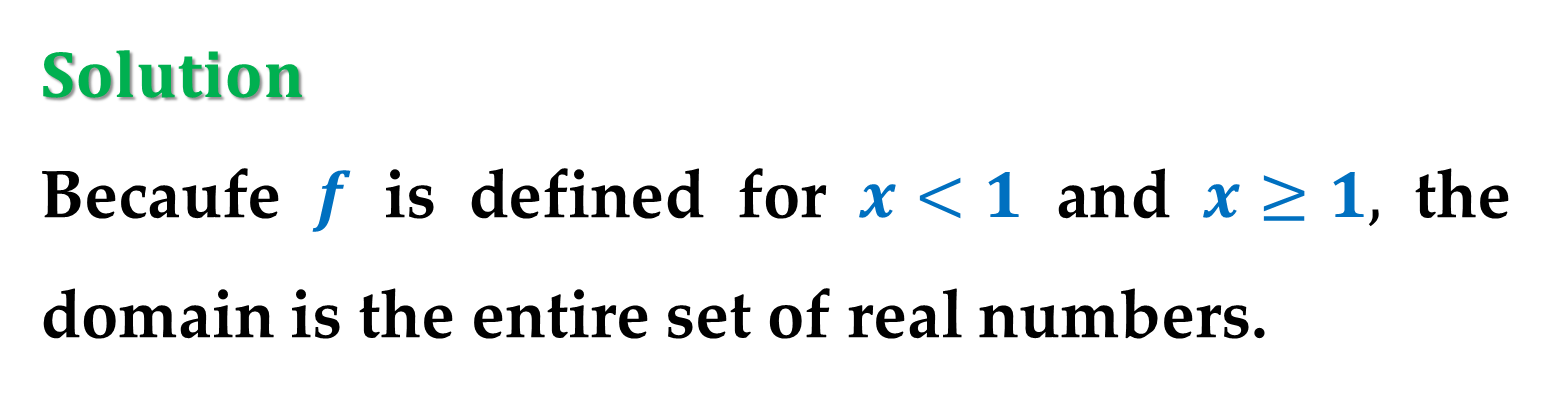 Solution
Becaufe f is defined for x < 1 and x ≥ 1, the
domain is the entire set of real numbers.